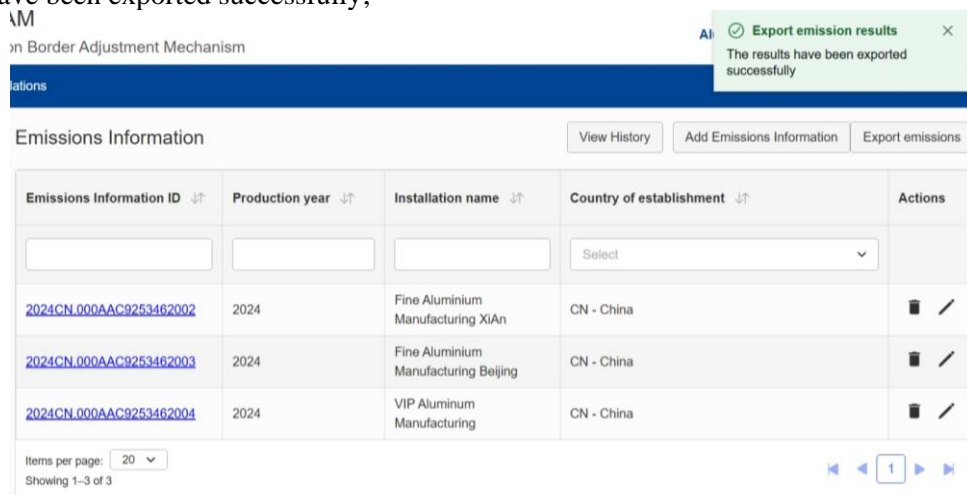 ave been exported successfully;
AM
on Border Adjustment Mechanism
Export emission results
The results have been exported
successfully
lations
Emissions Information
View History
Add Emissions Information
Export emissions
Emissions Information ID
Production year
Installation name
Country of establishment
Actions
Select
2024CN.000AAC9253462002
2024
Fine Aluminium
Manufacturing XiAn
CN - China
2024CN.000AAC9253462003
2024
Fine Aluminium
Manufacturing Beijing
CN - China
2024CN.000AAC9253462004
2024
VIP Aluminum
Manufacturing
CN - China
Items per page: 20
Showing 1–3 of 3
1